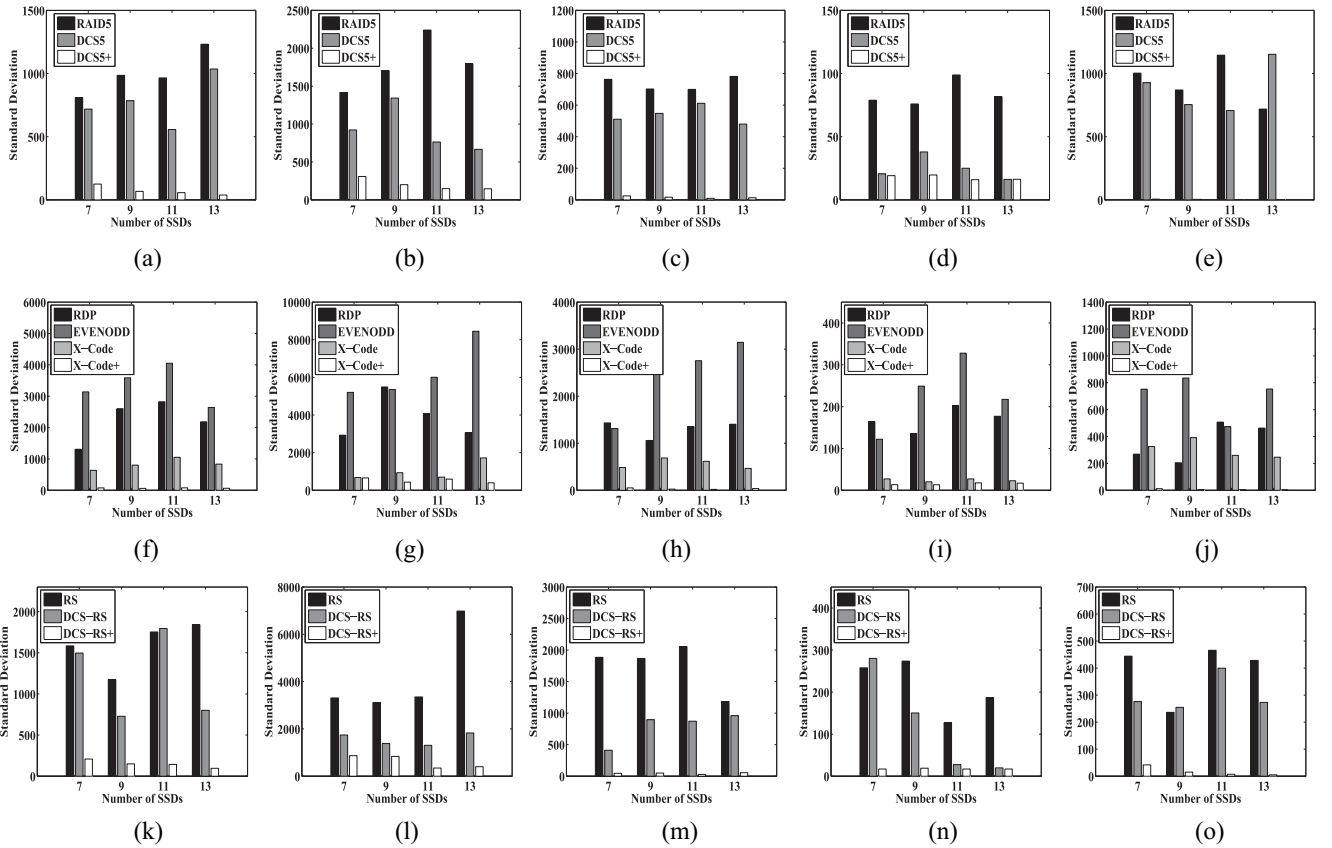 1500
1000
500
0
Standard Deviation
RAID5
DCS5
DCS5+
7 9 11 13
Number of SSDs
(a)
2500
2000
1500
1000
500
0
Standard Deviation
RAID5
DCS5
DCS5+
7 9 11 13
Number of SSDs
(b)
1200
1000
800
600
400
200
0
Standard Deviation
RAID5
DCS5
DCS5+
7 9 11 13
Number of SSDs
(c)
150
100
50
0
Standard Deviation
RAID5
DCS5
DCS5+
7 9 11 13
Number of SSDs
(d)
1500
1000
500
0
Standard Deviation
RAID5
DCS5
DCS5+
7 9 11 13
Number of SSDs
(e)
6000
5000
4000
3000
2000
1000
0
Standard Deviation
RDP
EVENODD
X−Code
X−Code+
7 9 11 13
Number of SSDs
(f)
10000
8000
6000
4000
2000
0
Standard Deviation
RDP
EVENODD
X−Code
X−Code+
7 9 11 13
Number of SSDs
(g)
4000
3000
2000
1000
0
Standard Deviation
RDP
EVENODD
X−Code
X−Code+
7 9 11 13
Number of SSDs
(h)
400
300
200
100
0
Standard Deviation
RDP
EVENODD
X−Code
X−Code+
7 9 11 13
Number of SSDs
(i)
1400
1200
1000
800
600
400
200
0
Standard Deviation
RDP
EVENODD
X−Code
X−Code+
7 9 11 13
Number of SSDs
(j)
2000
1500
1000
500
0
Standard Deviation
RS
DCS−RS
DCS−RS+
7 9 11 13
Number of SSDs
(k)
8000
6000
4000
2000
0
Standard Deviation
RS
DCS−RS
DCS−RS+
7 9 11 13
Number of SSDs
(l)
3000
2500
2000
1500
1000
500
0
Standard Deviation
RS
DCS−RS
DCS−RS+
7 9 11 13
Number of SSDs
(m)
400
300
200
100
0
Standard Deviation
RS
DCS−RS
DCS−RS+
7 9 11 13
Number of SSDs
(n)
700
600
500
400
300
200
100
0
Standard Deviation
RS
DCS−RS
DCS−RS+
7 9 11 13
Number of SSDs
(o)